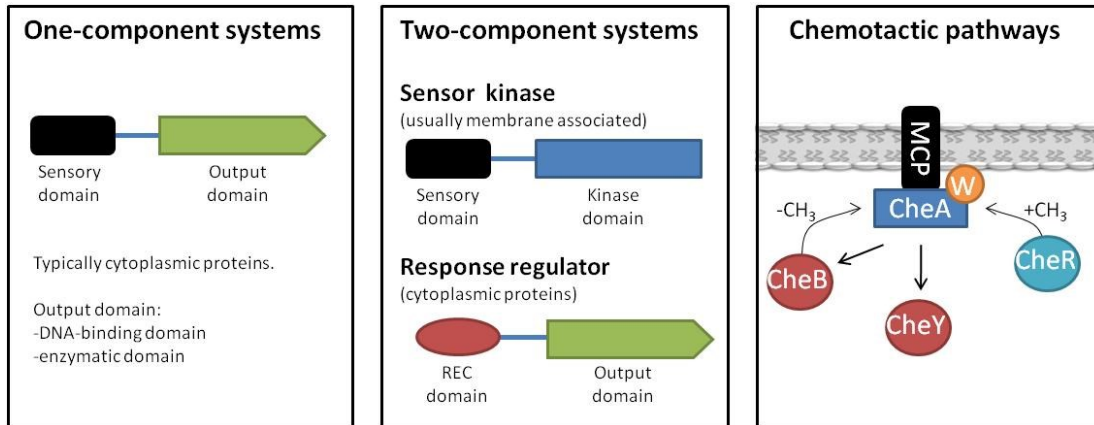 One-component systems
Sensory
domain
Output
domain
Typically cytoplasmic proteins.
Output domain:
-DNA-binding domain
-enzymatic domain
Two-component systems
Sensor kinase
(usually membrane associated)
Sensory
domain
Kinase
domain
Response regulator
(cytoplasmic proteins)
REC
domain
Output
domain
Chemotactic pathways
MCP
W
CheA
-CH₃
+CH₃
CheB
CheR
CheY